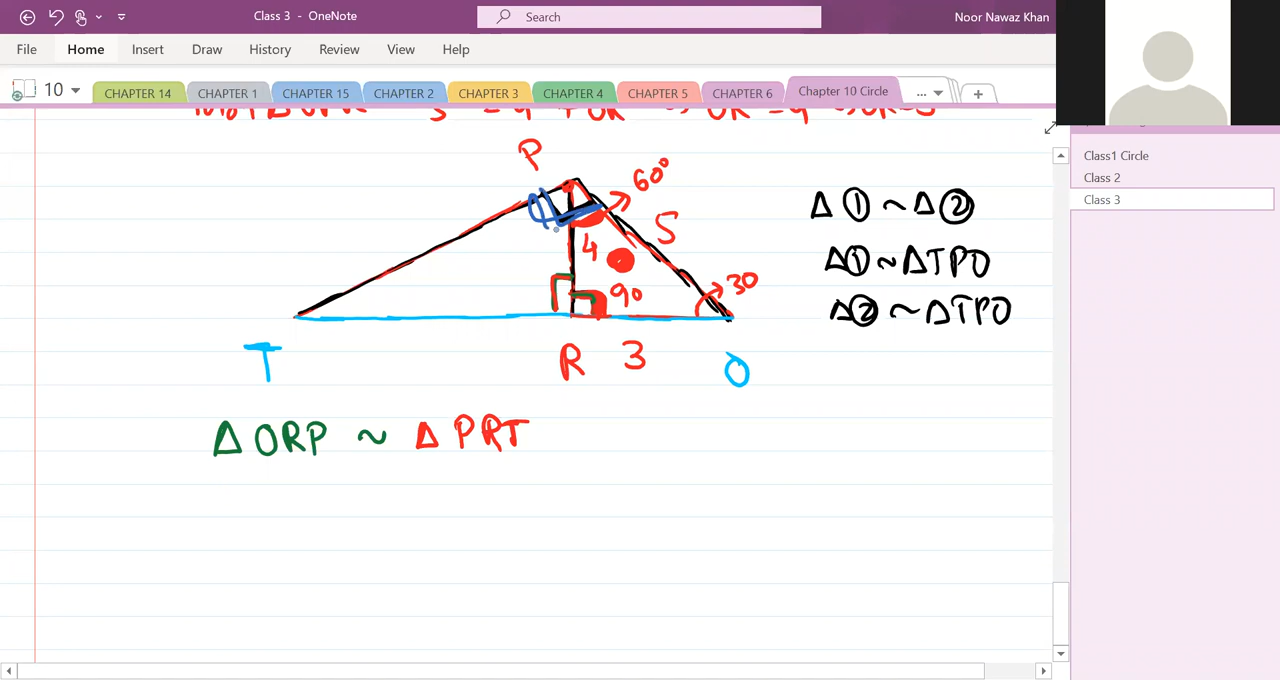 Class 3 - OneNote
Search
Noor Nawaz Khan
File Home Insert Draw History Review View Help
10
CHAPTER 14 CHAPTER 1 CHAPTER 15 CHAPTER 2 CHAPTER 3 CHAPTER 4 CHAPTER 5 CHAPTER 6 Chapter 10 Circle ... +
Class1 Circle
Class 2
Class 3
P
60°
4
5
90
30
T
R
3
O
Δ① ~ Δ②
Δ① ~ ΔTPO
Δ② ~ ΔTPO
Δ ORP ~ Δ PRT